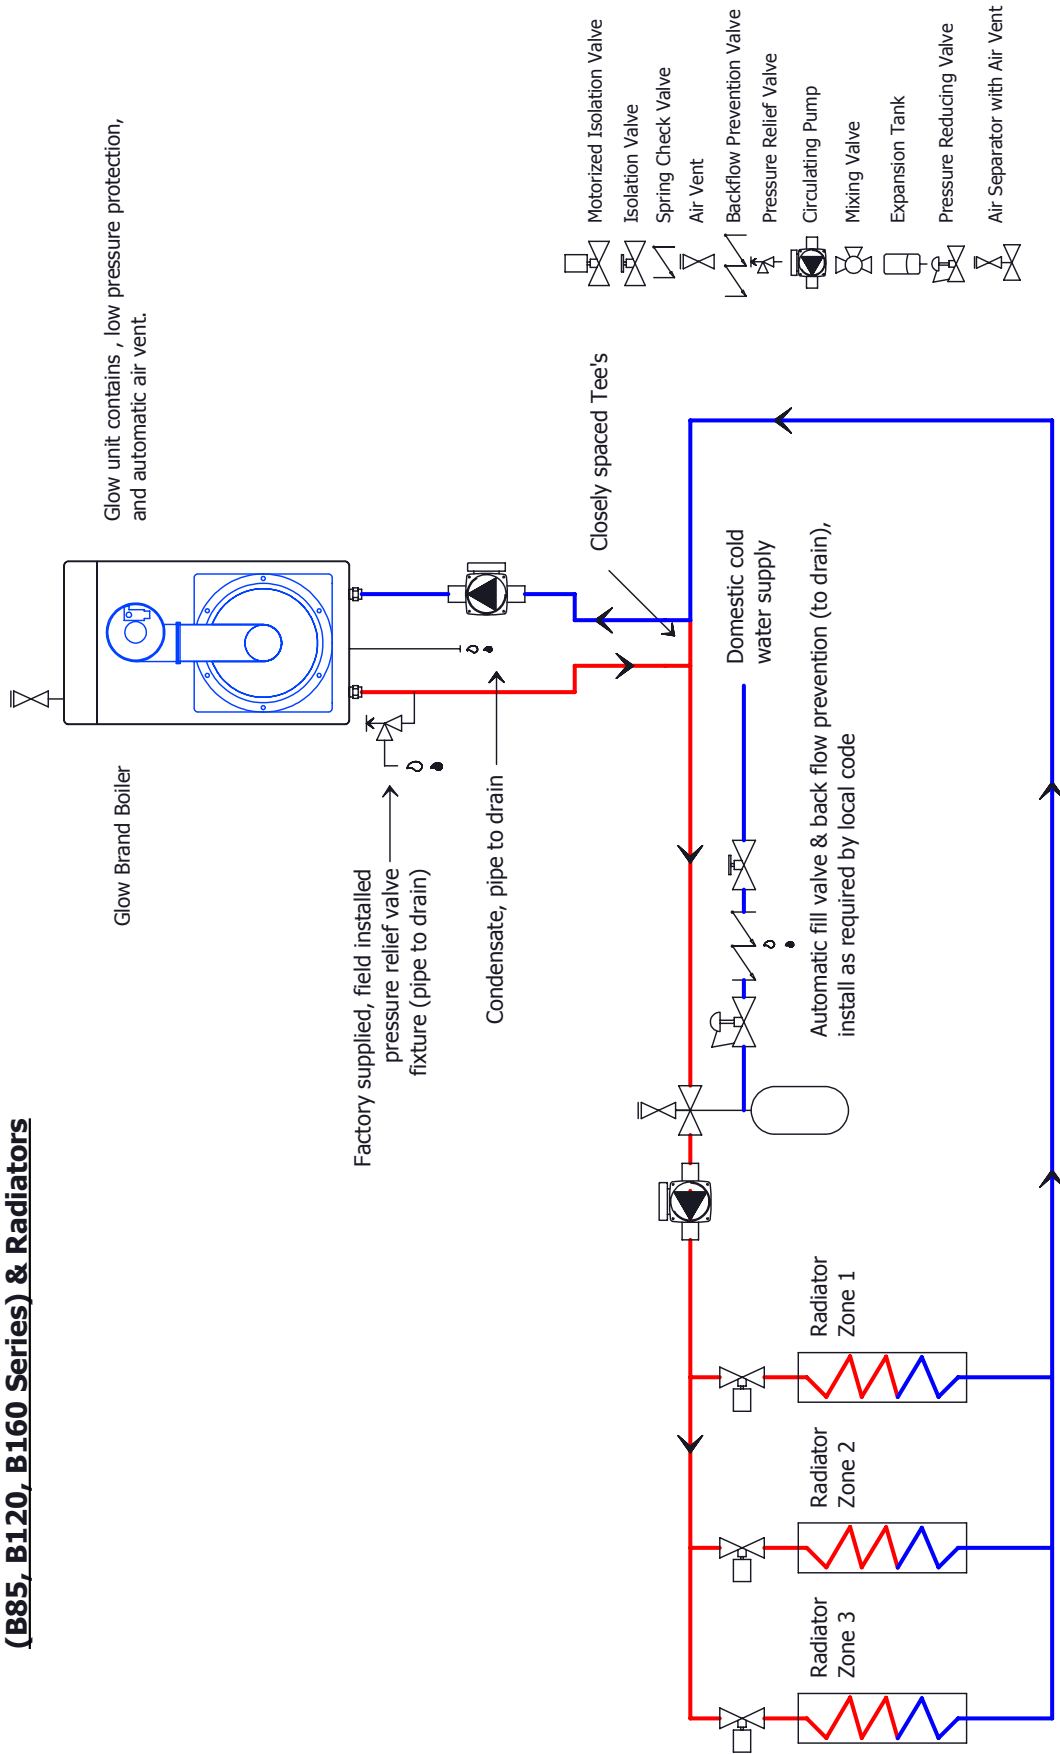 (B85, B120, B160 Series) & Radiators
Glow Brand Boiler
Glow unit contains , low pressure protection,
and automatic air vent.
Factory supplied, field installed
pressure relief valve
fixture (pipe to drain)
Condensate, pipe to drain
Closely spaced Tee's
Domestic cold
water supply
Automatic fill valve & back flow prevention (to drain),
install as required by local code
Radiator
Zone 3
Radiator
Zone 2
Radiator
Zone 1
Motorized Isolation Valve
Isolation Valve
Spring Check Valve
Air Vent
Backflow Prevention Valve
Pressure Relief Valve
Circulating Pump
Mixing Valve
Expansion Tank
Pressure Reducing Valve
Air Separator with Air Vent